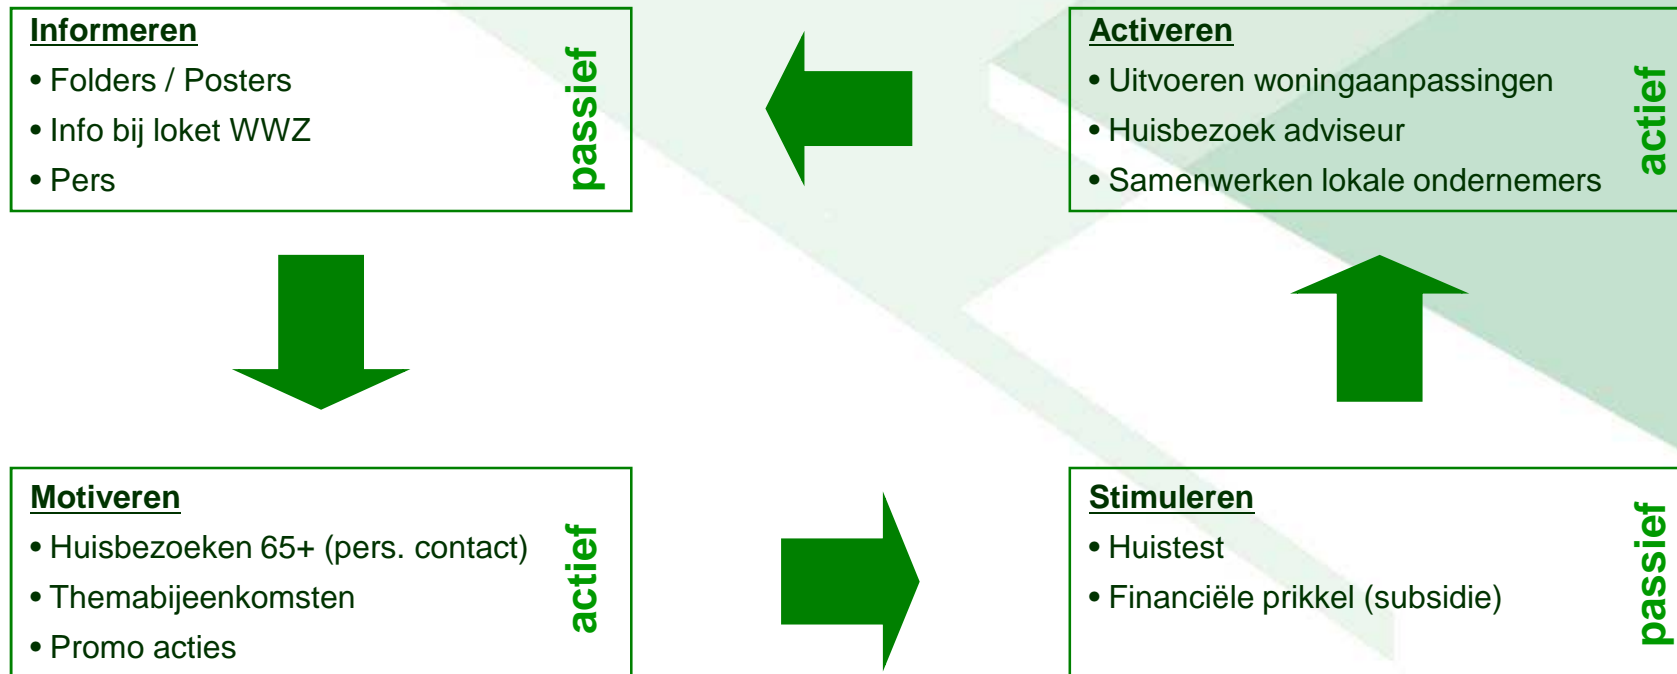 Informeren
• Folders / Posters
• Info bij loket WWZ
• Pers
passief
Activeren
• Uitvoeren woningaanpassingen
• Huisbezoek adviseur
• Samenwerken lokale ondernemers
actief
Motiveren
• Huisbezoeken 65+ (pers. contact)
• Themabijeenkomsten
• Promo acties
actief
Stimuleren
• Huistest
• Financiële prikkel (subsidie)
passief